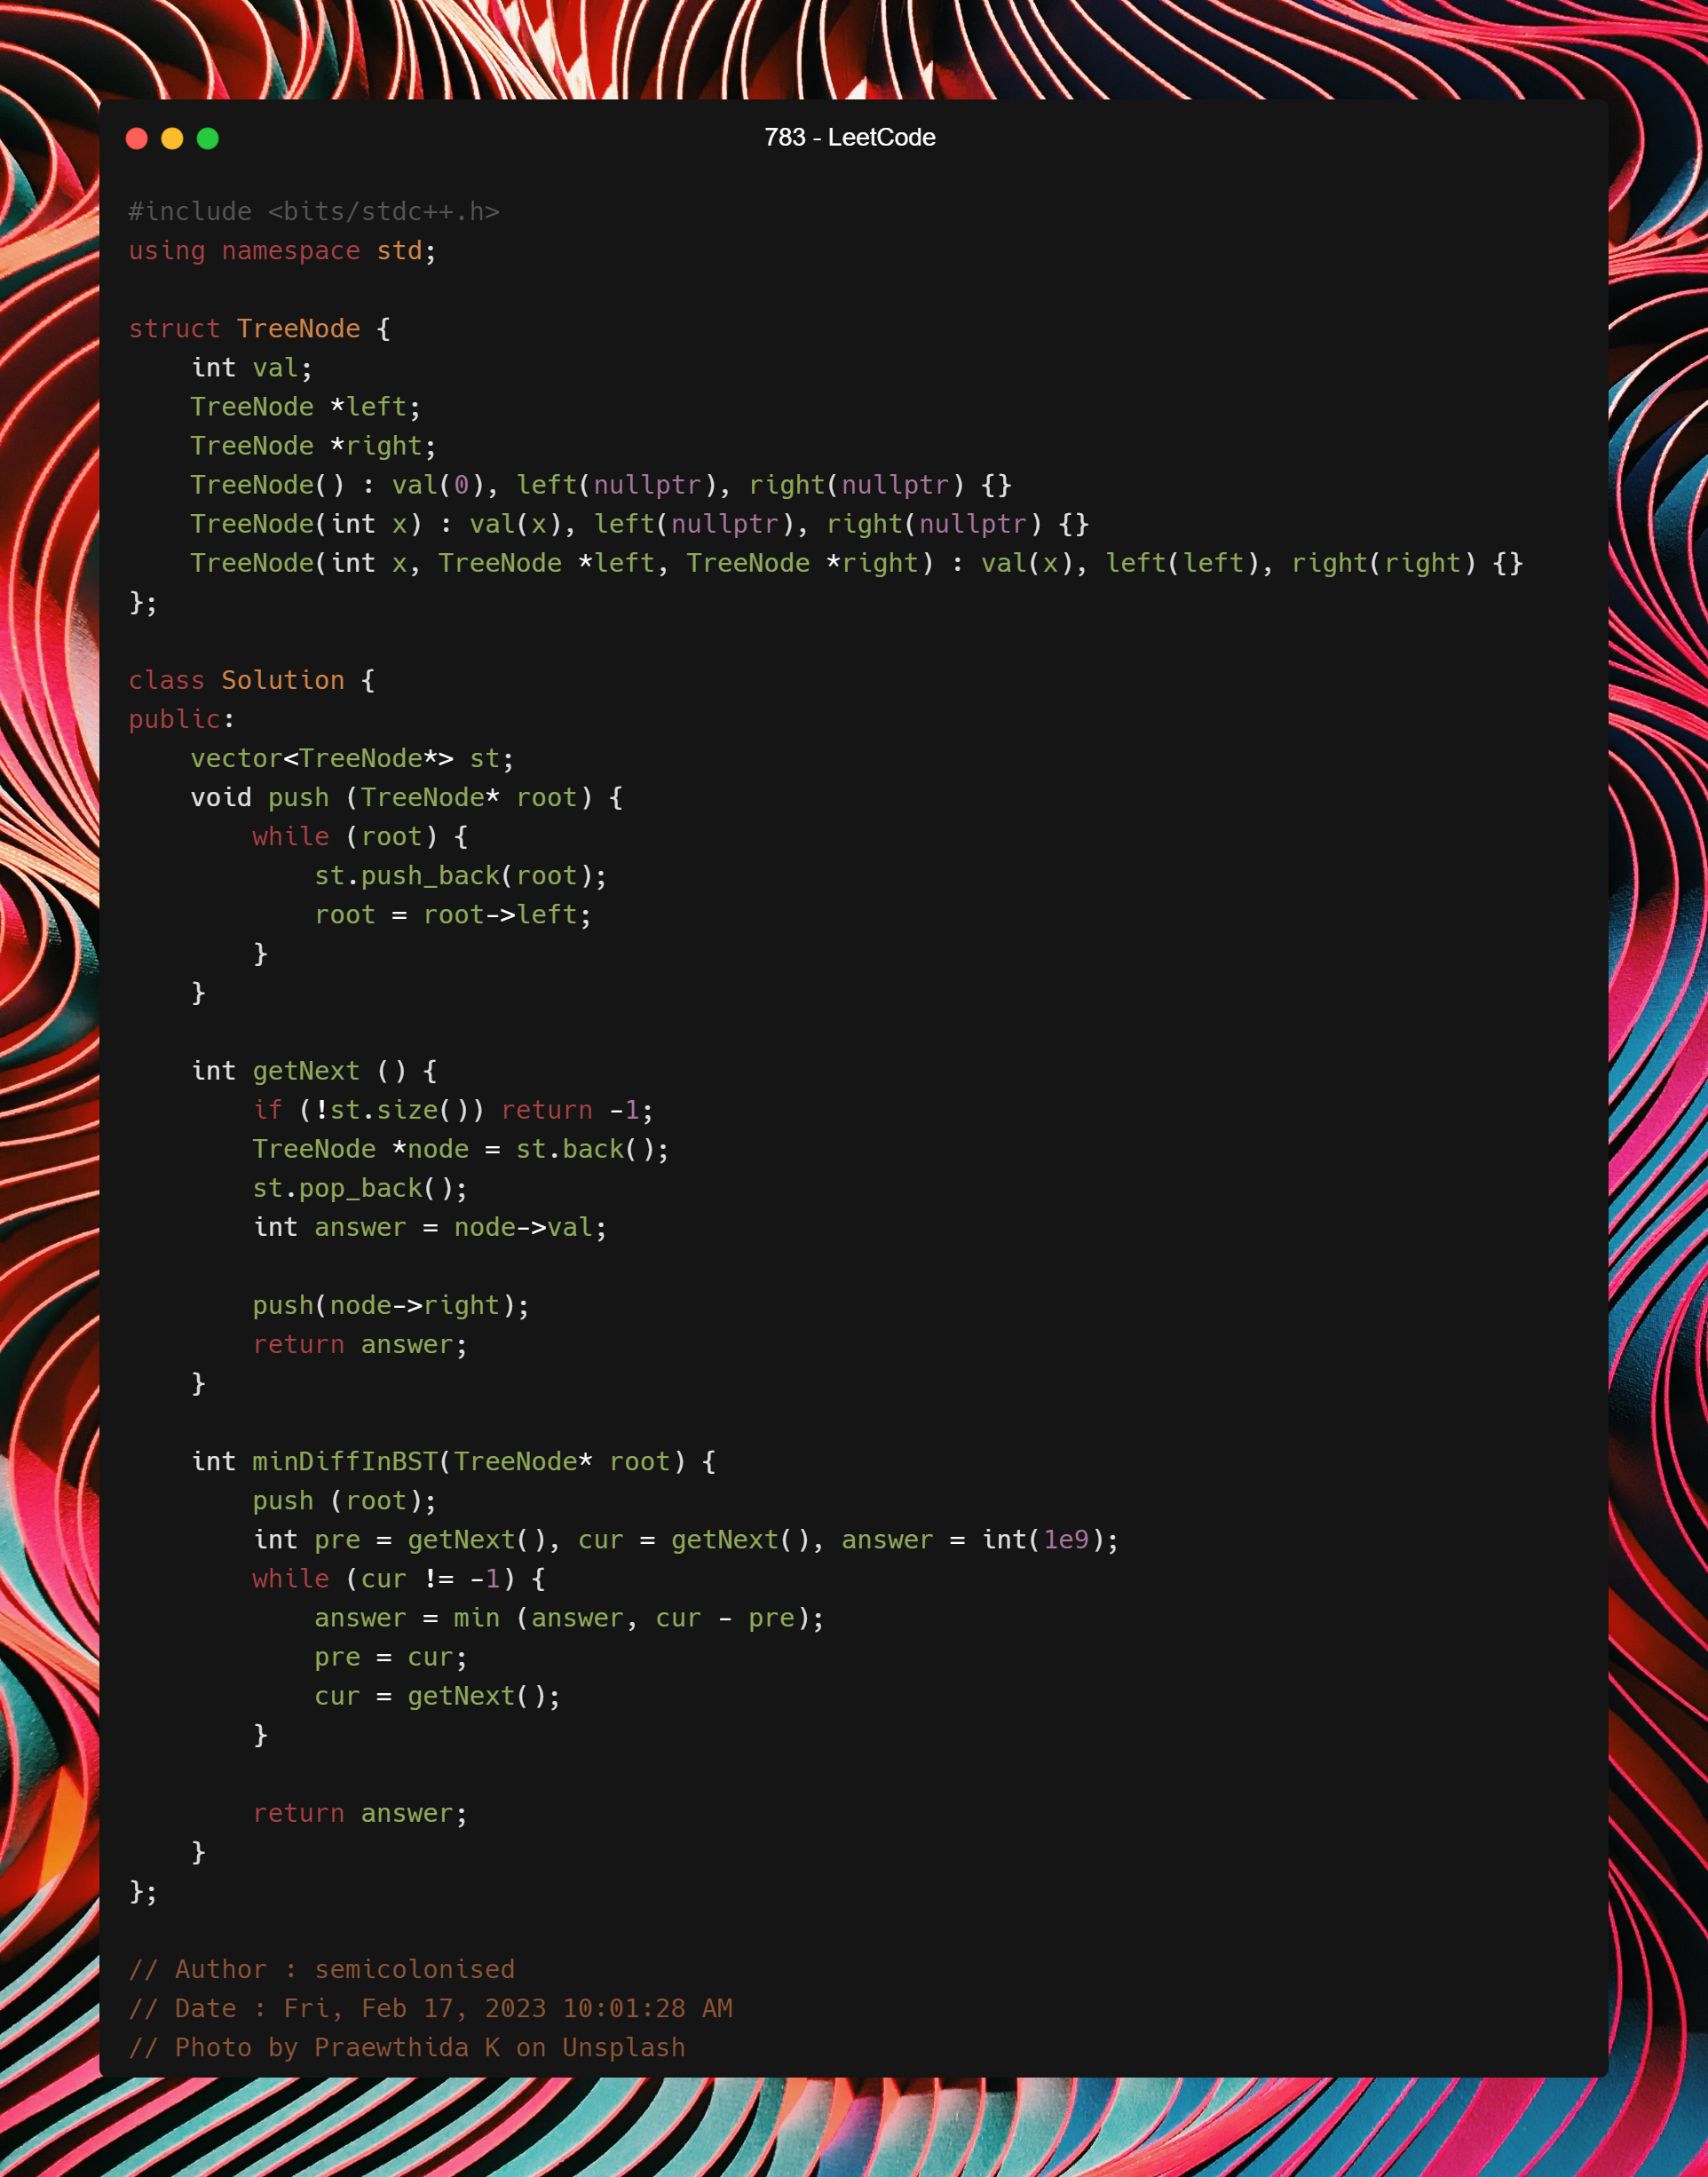 783 - LeetCode
#include <bits/stdc++.h>
using namespace std;
struct TreeNode {
    int val;
    TreeNode *left;
    TreeNode *right;
    TreeNode() : val(0), left(nullptr), right(nullptr) {}
    TreeNode(int x) : val(x), left(nullptr), right(nullptr) {}
    TreeNode(int x, TreeNode *left, TreeNode *right) : val(x), left(left), right(right) {}
};
class Solution {
public:
    vector<TreeNode*> st;
    void push (TreeNode* root) {
        while (root) {
            st.push_back(root);
            root = root->left;
        }
    }
    int getNext () {
        if (!st.size()) return -1;
        TreeNode *node = st.back();
        st.pop_back();
        int answer = node->val;
        push(node->right);
        return answer;
    }
    int minDiffInBST(TreeNode* root) {
        push (root);
        int pre = getNext(), cur = getNext(), answer = int(1e9);
        while (cur != -1) {
            answer = min (answer, cur - pre);
            pre = cur;
            cur = getNext();
        }
        return answer;
    }
};
// Author : semicolonised
// Date : Fri, Feb 17, 2023 10:01:28 AM
// Photo by Praewthida K on Unsplash